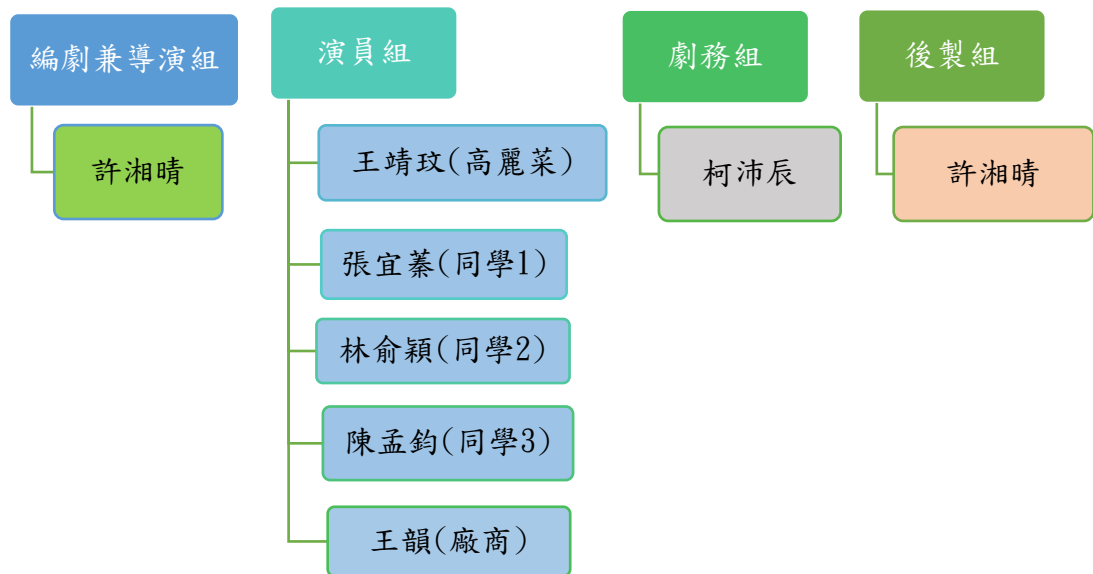 編劇兼導演組
許湘晴
演員組
王靖玟(高麗菜)
張宜蓁(同學1)
林俞穎(同學2)
陳孟鈞(同學3)
王韻(廠商)
劇務組
柯沛辰
後製組
許湘晴